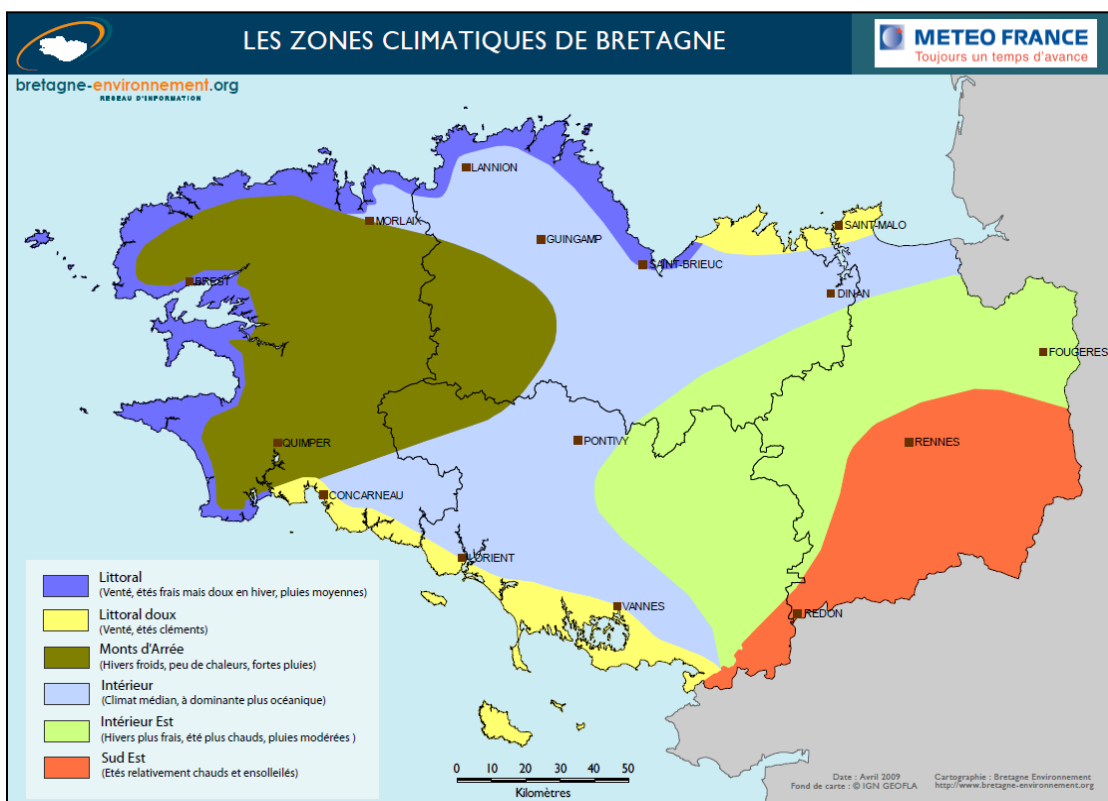 LES ZONES CLIMATIQUES DE BRETAGNE
METEO FRANCE
Toujours un temps d'avance
bretagne-environnement.org
RESEAU D'INFORMATION
LANNION
MORLAIX
SAINT-MALO
GUINGAMP
SAINT-BRIEUC
BREST
DINAN
FOUGERES
QUIMPER
PONTIVY
RENNES
CONCARNEAU
LORIENT
VANNES
REDON
Littoral
(Venté, étés frais mais doux en hiver, pluies moyennes)
Littoral doux
(Venté, étés cléments)
Monts d'Arrée
(Hivers froids, peu de chaleurs, fortes pluies)
Intérieur
(Climat médian, à dominante plus océanique)
Intérieur Est
(Hivers plus frais, été plus chauds, pluies modérées )
Sud Est
(Etés relativement chauds et ensolleilés)
0 10 20 30 40 50
Kilomètres
Date : Avril 2009
Fond de carte : © IGN GEOFLA
Cartographie : Bretagne Environnement
http://www.bretagne-environnement.org